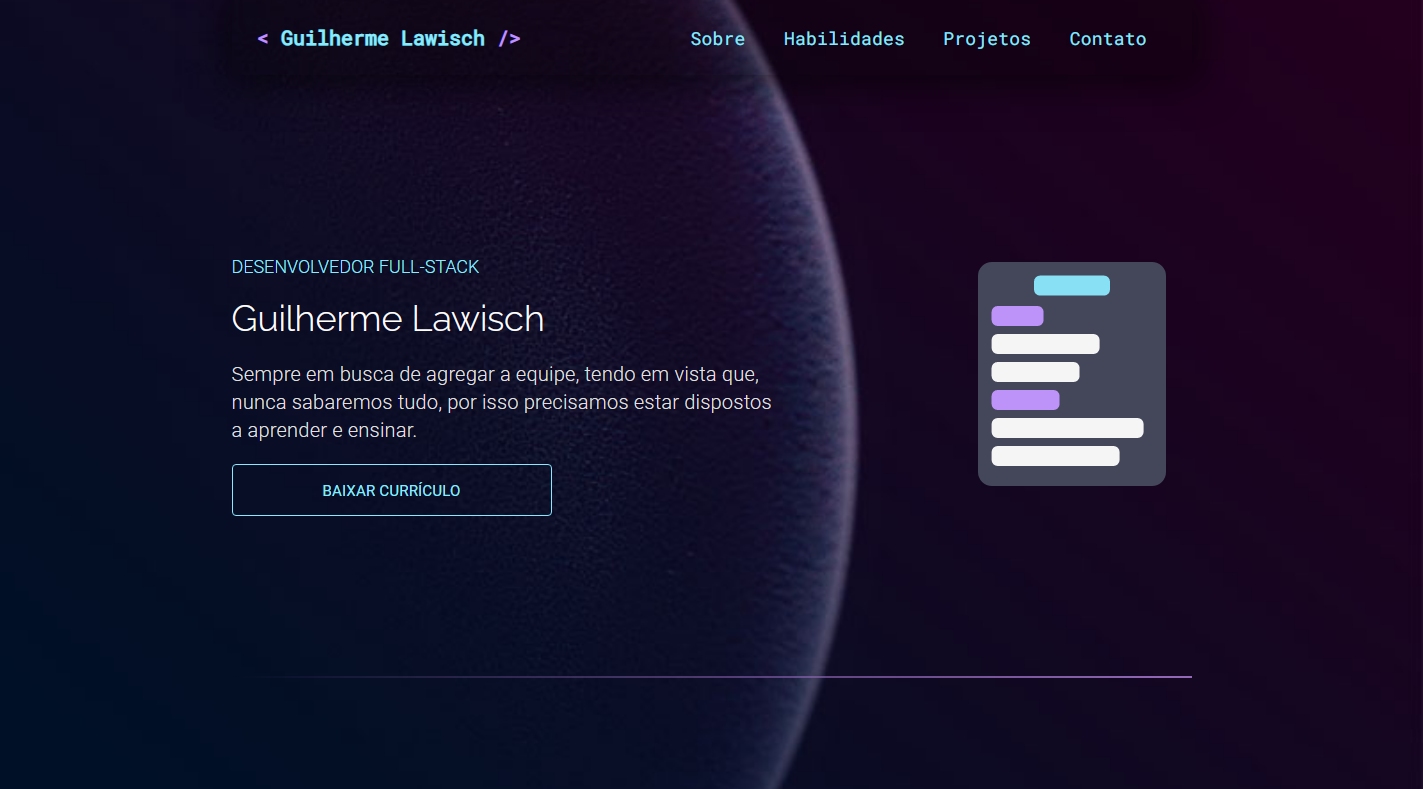 < Guilherme Lawisch />
Sobre Habilidades Projetos Contato
DESENVOLVEDOR FULL-STACK
Guilherme Lawisch
Sempre em busca de agregar a equipe, tendo em vista que,
nunca sabaremos tudo, por isso precisamos estar dispostos
a aprender e ensinar.
BAIXAR CURRÍCULO